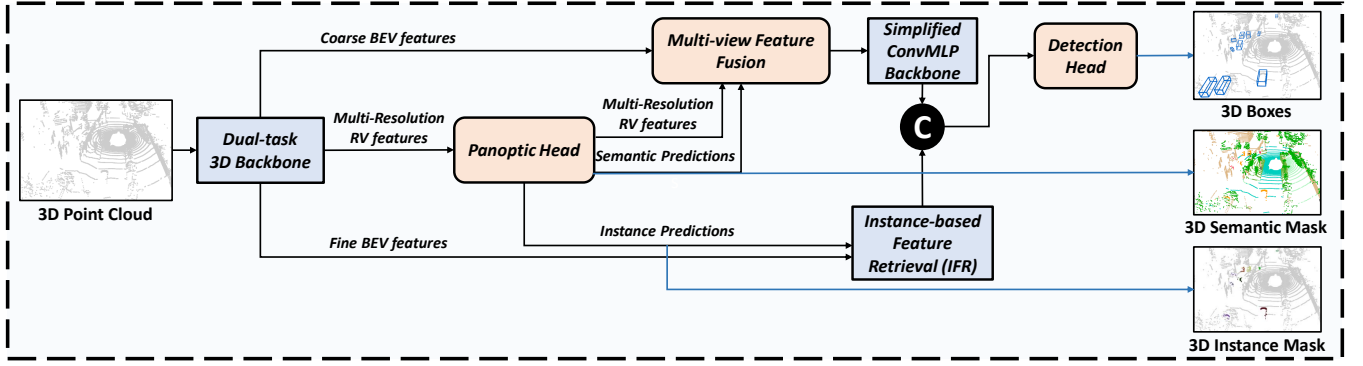 Coarse BEV features
Multi-view Feature
Fusion
Simplified
ConvMLP
Backbone
Detection
Head
3D Boxes
3D Point Cloud
Dual-task
3D Backbone
Multi-Resolution
RV features
Panoptic Head
Multi-Resolution
RV features
Semantic Predictions
C
3D Semantic Mask
Fine BEV features
Instance Predictions
Instance-based
Feature
Retrieval (IFR)
3D Instance Mask